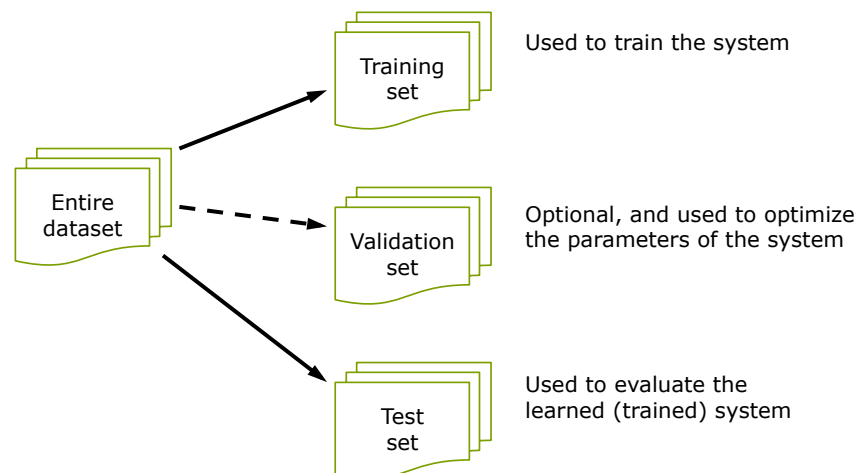 Training
set
Used to train the system
Entire
dataset
Validation
set
Optional, and used to optimize
the parameters of the system
Test
set
Used to evaluate the
learned (trained) system